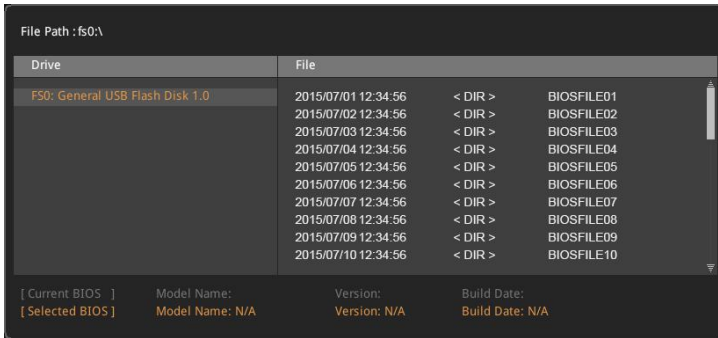 File Path : fs0:\
Drive File
FS0: General USB Flash Disk 1.0
2015/07/01 12:34:56 < DIR > BIOSFILE01
2015/07/02 12:34:56 < DIR > BIOSFILE02
2015/07/03 12:34:56 < DIR > BIOSFILE03
2015/07/04 12:34:56 < DIR > BIOSFILE04
2015/07/05 12:34:56 < DIR > BIOSFILE05
2015/07/06 12:34:56 < DIR > BIOSFILE06
2015/07/07 12:34:56 < DIR > BIOSFILE07
2015/07/08 12:34:56 < DIR > BIOSFILE08
2015/07/09 12:34:56 < DIR > BIOSFILE09
2015/07/10 12:34:56 < DIR > BIOSFILE10
[ Current BIOS ] Model Name: Version: Build Date:
[ Selected BIOS ] Model Name: N/A Version: N/A Build Date: N/A